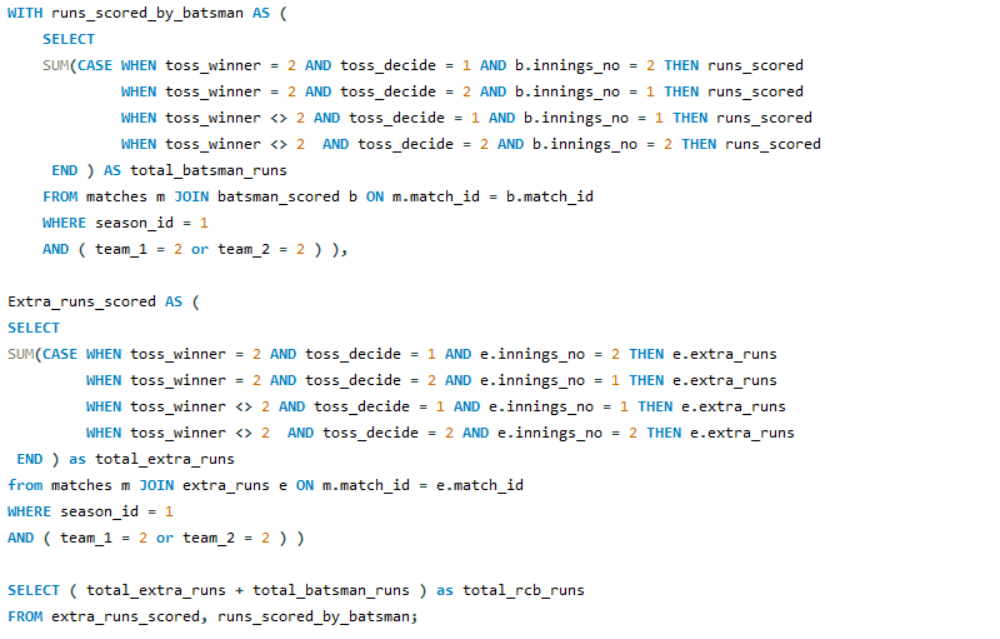 WITH runs_scored_by_batsman AS (
SELECT
SUM(CASE WHEN toss_winner = 2 AND toss_decide = 1 AND b.innings_no = 2 THEN runs_scored
WHEN toss_winner = 2 AND toss_decide = 2 AND b.innings_no = 1 THEN runs_scored
WHEN toss_winner <> 2 AND toss_decide = 1 AND b.innings_no = 1 THEN runs_scored
WHEN toss_winner <> 2  AND toss_decide = 2 AND b.innings_no = 2 THEN runs_scored
END ) AS total_batsman_runs
FROM matches m JOIN batsman_scored b ON m.match_id = b.match_id
WHERE season_id = 1
AND ( team_1 = 2 or team_2 = 2 ) ),
Extra_runs_scored AS (
SELECT
SUM(CASE WHEN toss_winner = 2 AND toss_decide = 1 AND e.innings_no = 2 THEN e.extra_runs
WHEN toss_winner = 2 AND toss_decide = 2 AND e.innings_no = 1 THEN e.extra_runs
WHEN toss_winner <> 2 AND toss_decide = 1 AND e.innings_no = 1 THEN e.extra_runs
WHEN toss_winner <> 2  AND toss_decide = 2 AND e.innings_no = 2 THEN e.extra_runs
END ) as total_extra_runs
from matches m JOIN extra_runs e ON m.match_id = e.match_id
WHERE season_id = 1
AND ( team_1 = 2 or team_2 = 2 ) )
SELECT ( total_extra_runs + total_batsman_runs ) as total_rcb_runs
FROM extra_runs_scored, runs_scored_by_batsman;